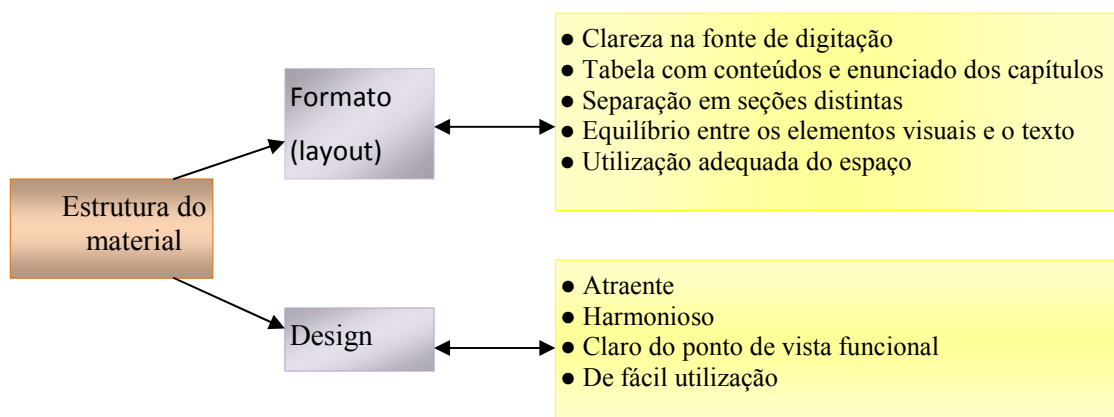 Estrutura do
material
Formato
(layout)
● Clareza na fonte de digitação
● Tabela com conteúdos e enunciado dos capítulos
● Separação em seções distintas
● Equilíbrio entre os elementos visuais e o texto
● Utilização adequada do espaço
Design
● Atraente
● Harmonioso
● Claro do ponto de vista funcional
● De fácil utilização